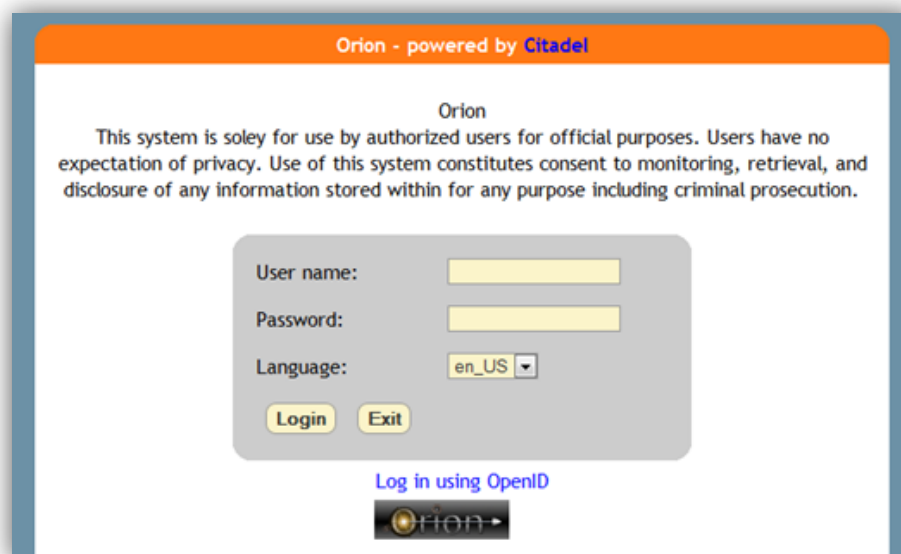 Orion - powered by Citadel
Orion
This system is soley for use by authorized users for official purposes. Users have no
expectation of privacy. Use of this system constitutes consent to monitoring, retrieval, and
disclosure of any information stored within for any purpose including criminal prosecution.
User name:
Password:
Language: en_US
Login Exit
Log in using OpenID
Orion